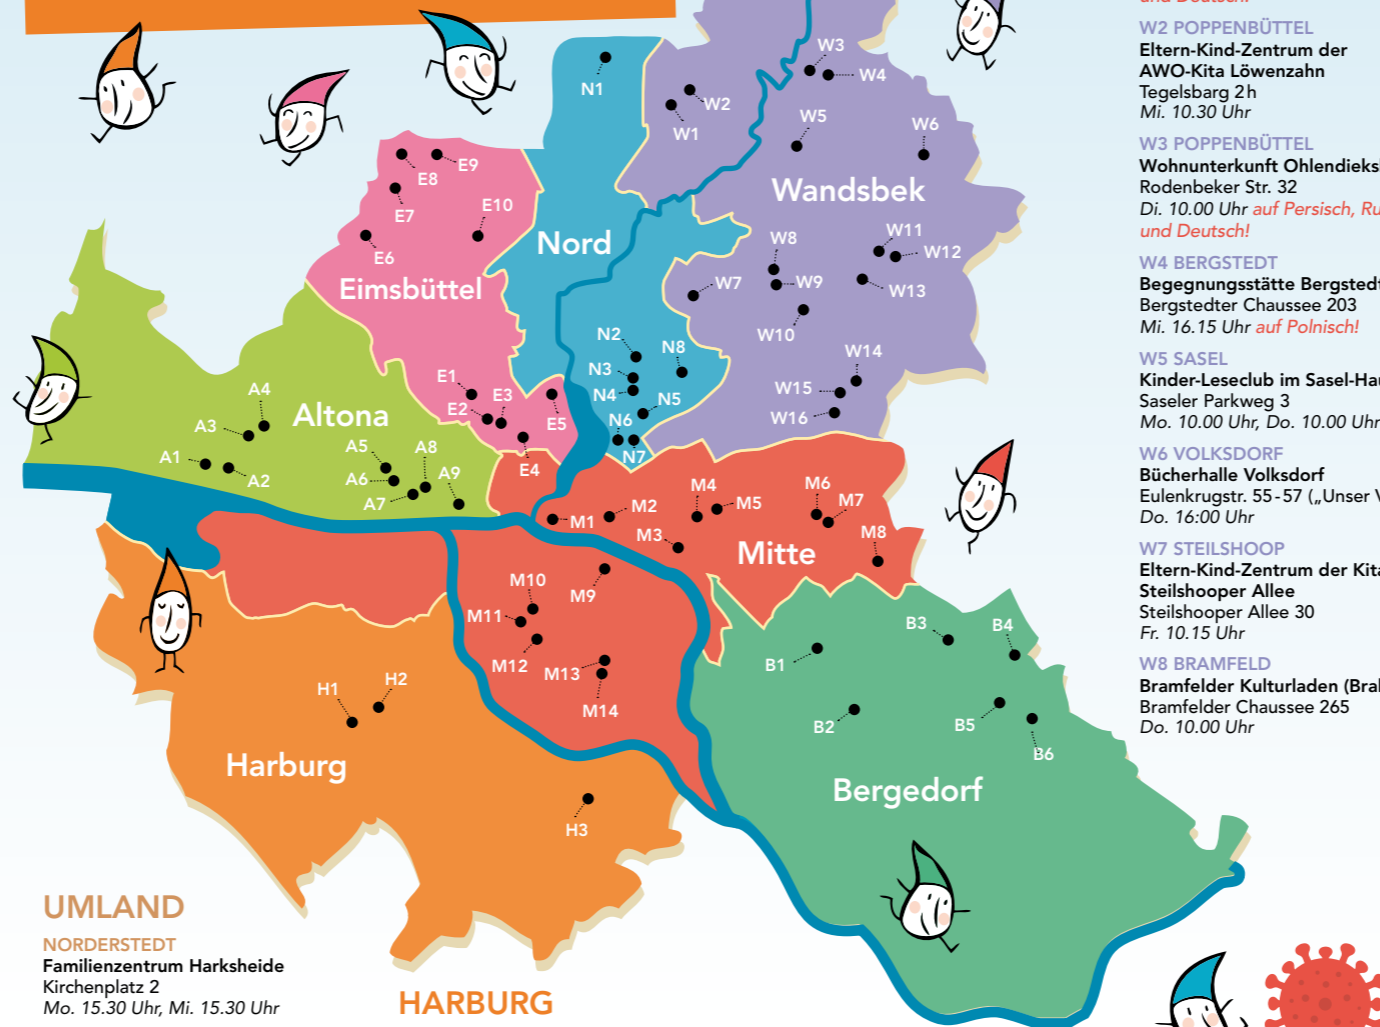 N1
W1
W2
W3
W4
W5
W6
Wandsbek
W7
W8
W9
W10
W11
W12
W13
W14
W15
W16
Nord
N2
N3
N4
N5
N6
N7
N8
E9
E8
E7
E10
E6
Eimsbüttel
E1
E2
E3
E5
E4
A4
Altona
A3
A1
A2
A5
A6
A7
A8
A9
M1
M2
M3
M4
M5
M6
M7
M8
Mitte
M9
M10
M11
M12
M13
M14
H1
H2
Harburg
H3
B1
B2
B3
B4
B5
B6
Bergedorf
UMLAND
NORDERSTEDT
Familienzentrum Harksheide
Kirchenplatz 2
Mo. 15.30 Uhr, Mi. 15.30 Uhr
HARBURG
und Deutsch!
W2 POPPENBÜTTEL
Eltern-Kind-Zentrum der
AWO-Kita Löwenzahn
Tegelsbarg 2h
Mi. 10.30 Uhr
W3 POPPENBÜTTEL
Wohnunterkunft Ohlendieks
Rodenbeker Str. 32
Di. 10.00 Uhr auf Persisch, Ru
und Deutsch!
W4 BERGSTEDT
Begegnungsstätte Bergstedt
Bergstedter Chaussee 203
Mi. 16.15 Uhr auf Polnisch!
W5 SASEL
Kinder-Leseclub im Sasel-Hau
Saseler Parkweg 3
Mo. 10.00 Uhr, Do. 10.00 Uhr
W6 VOLKSDORF
Bücherhalle Volksdorf
Eulenkrugstr. 55-57 („Unser V
Do. 16:00 Uhr
W7 STEILSHOOP
Eltern-Kind-Zentrum der Kita
Steilshooper Allee
Steilshooper Allee 30
Fr. 10.15 Uhr
W8 BRAMFELD
Bramfelder Kulturladen (Bra
Bramfelder Chaussee 265
Do. 10.00 Uhr